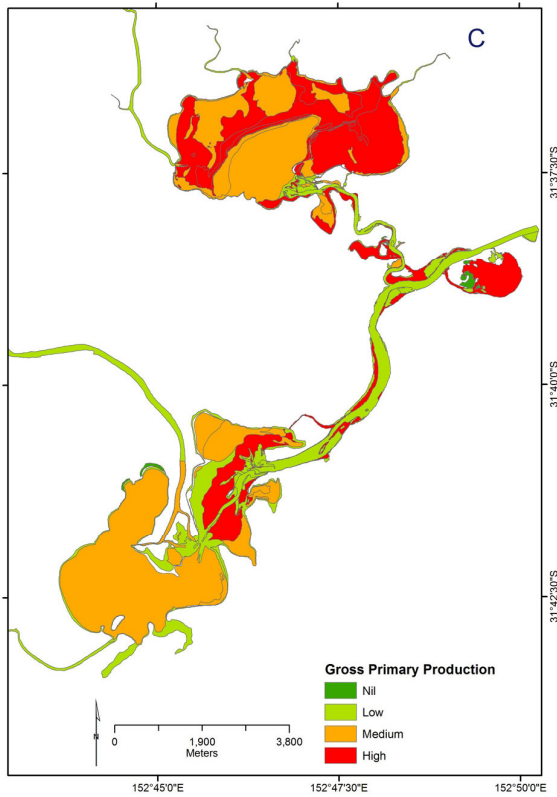 C
31°37'30"S
31°40'0"S
31°42'30"S
Gross Primary Production
Nil
Low
Medium
High
N
0 1,900 3,800
Meters
152°45'0"E 152°47'30"E 152°50'0"E